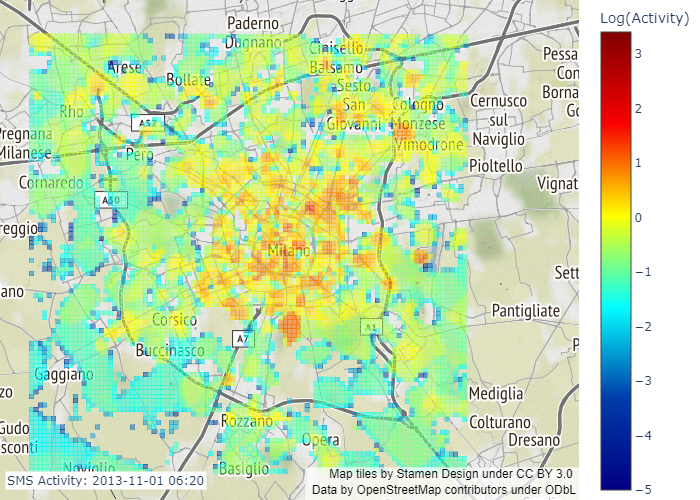 Log(Activity)
Paderno
Dugnano
Cinisello
Balsamo
Arese
Bollate
Sesto
San
Giovanni
Cologno
Monzese
Cernusco
sul
Naviglio
Pessa
Con
Borna
Go
Rho
A52
Pregnana
Milanese
Pero
Vimodrone
Pioltello
Cornaredo
Vignat
A50
reggio
Milano
Sett
ano
Pantigliate
Corsico
A7
A1
Buccinasco
P
Gaggiano
zo
Mediglia
Rozzano
Colturano
Gudo
sconti
Opera
Dresano
Noviglio
Basiglio
SMS Activity: 2013-11-01 06:20
Map tiles by Stamen Design under CC BY 3.0
Data by OpenStreetMap contributors under ODbL
3
2
1
0
−1
−2
−3
−4
−5